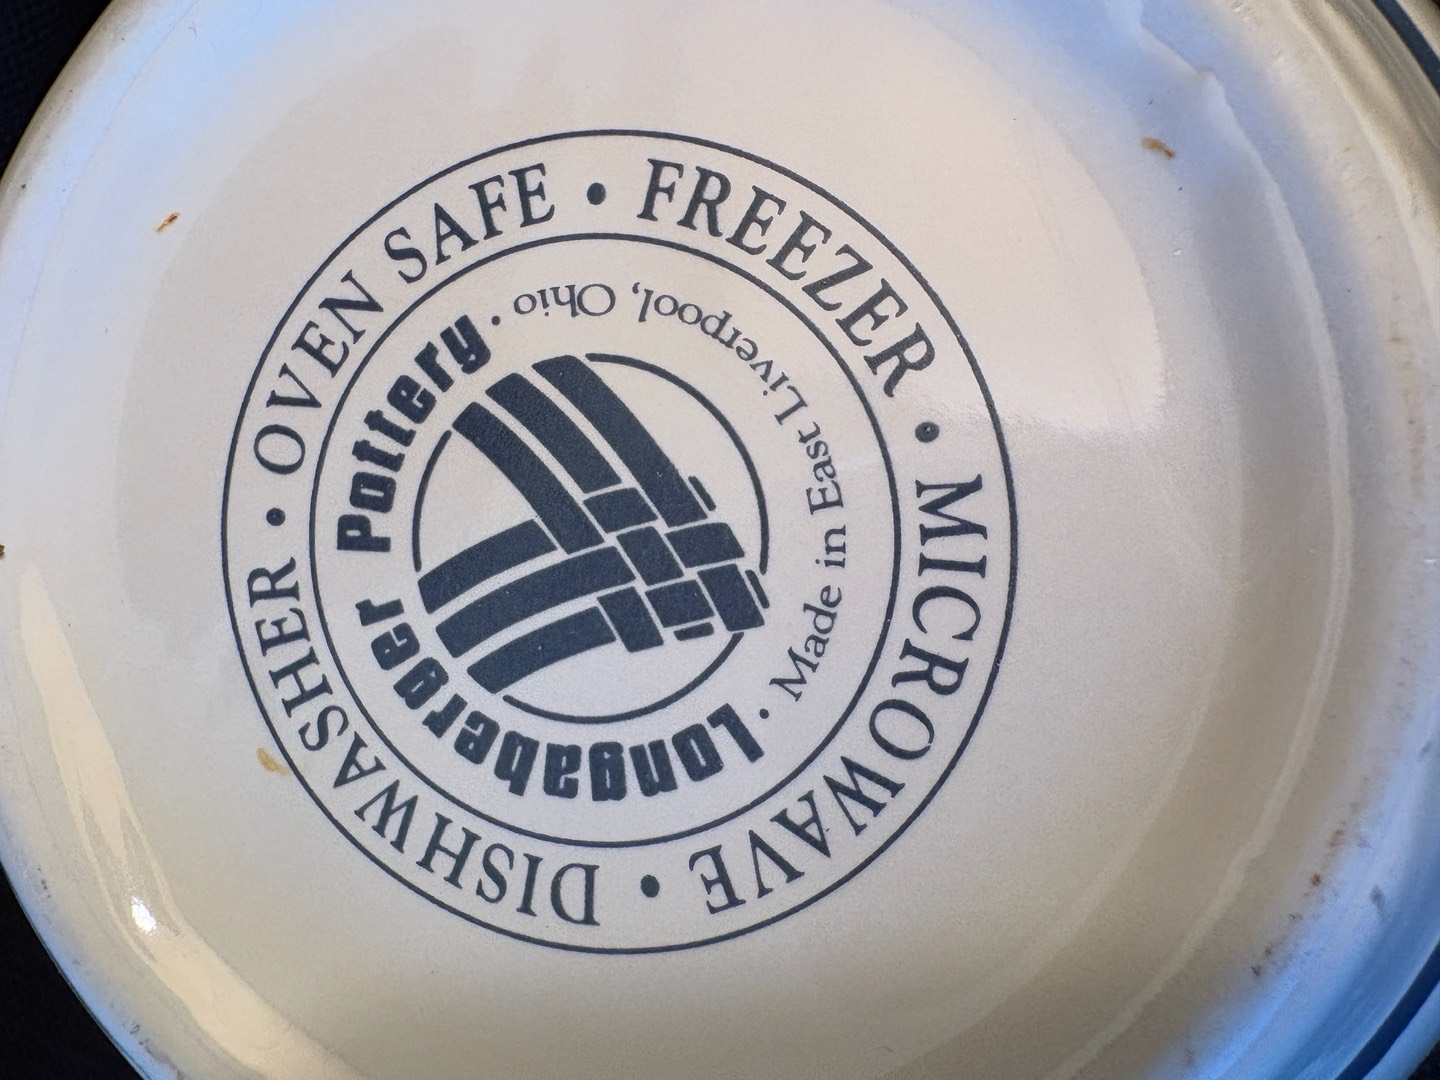 OVEN SAFE • FREEZER • MICROWAVE • DISHWASHER •
Longaberger Pottery •
Made in East Liverpool, Ohio •